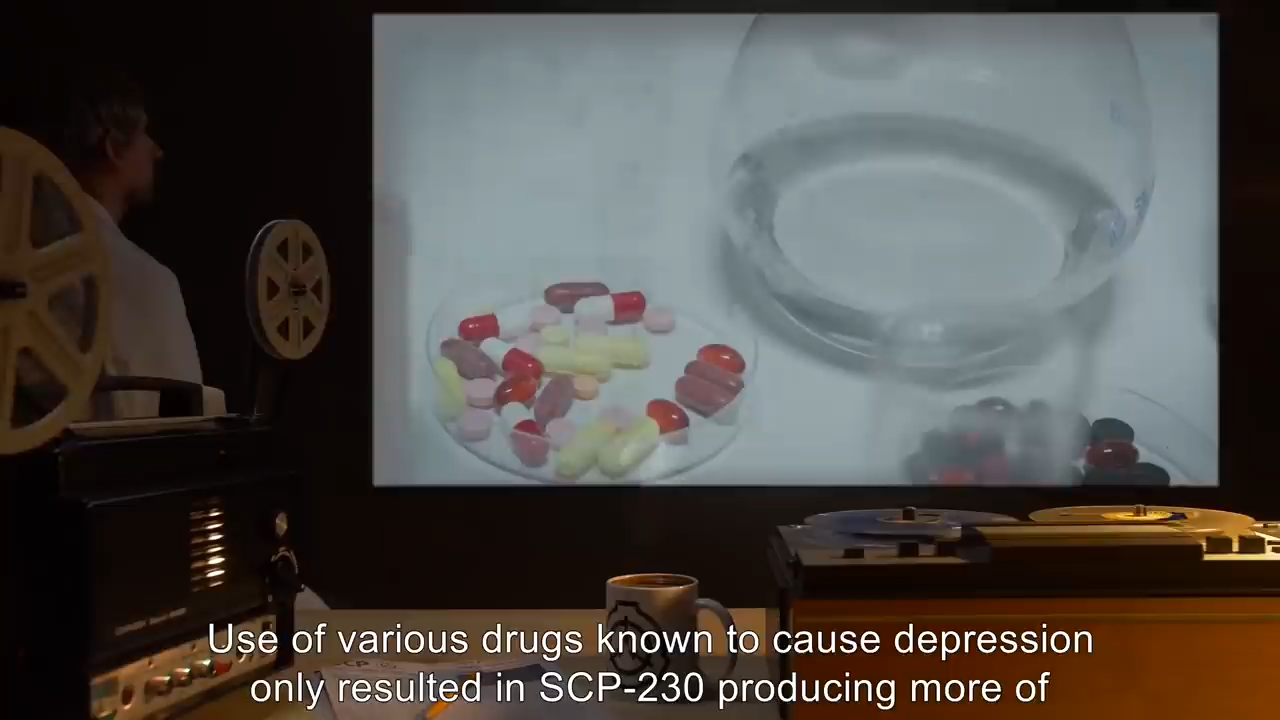 Use of various drugs known to cause depression
only resulted in SCP-230 producing more of